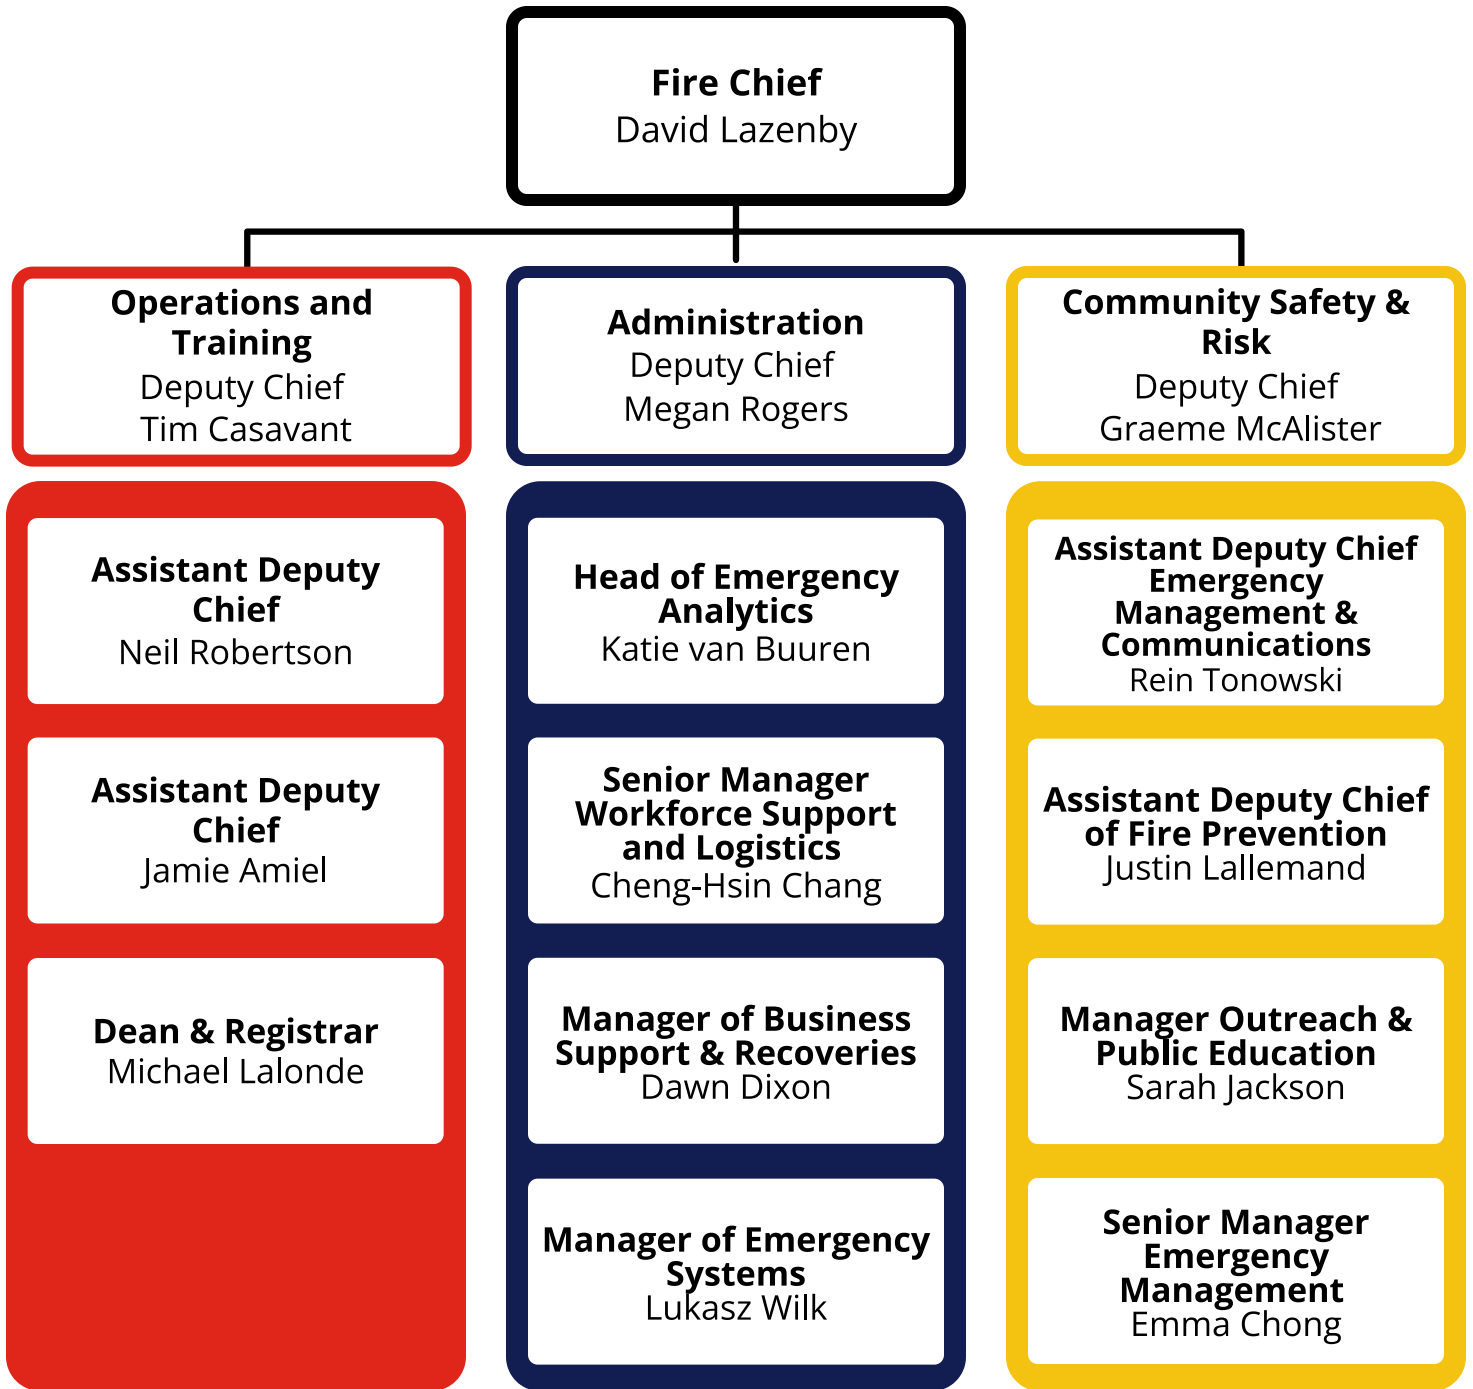 Fire Chief
David Lazenby
Operations and
Training
Deputy Chief
Tim Casavant
Assistant Deputy
Chief
Neil Robertson
Assistant Deputy
Chief
Jamie Amiel
Dean & Registrar
Michael Lalonde
Administration
Deputy Chief
Megan Rogers
Head of Emergency
Analytics
Katie van Buuren
Senior Manager
Workforce Support
and Logistics
Cheng-Hsin Chang
Manager of Business
Support & Recoveries
Dawn Dixon
Manager of Emergency
Systems
Lukasz Wilk
Community Safety &
Risk
Deputy Chief
Graeme McAlister
Assistant Deputy Chief
Emergency
Management &
Communications
Rein Tonowski
Assistant Deputy Chief
of Fire Prevention
Justin Lallemand
Manager Outreach &
Public Education
Sarah Jackson
Senior Manager
Emergency
Management
Emma Chong